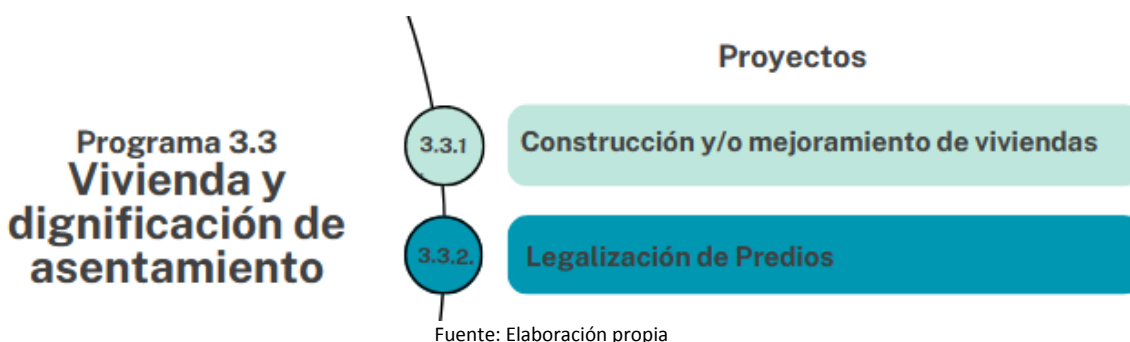 Proyectos
Programa 3.3
Vivienda y
dignificación de
asentamiento
3.3.1
Construcción y/o mejoramiento de viviendas
3.3.2.
Legalización de Predios
Fuente: Elaboración propia